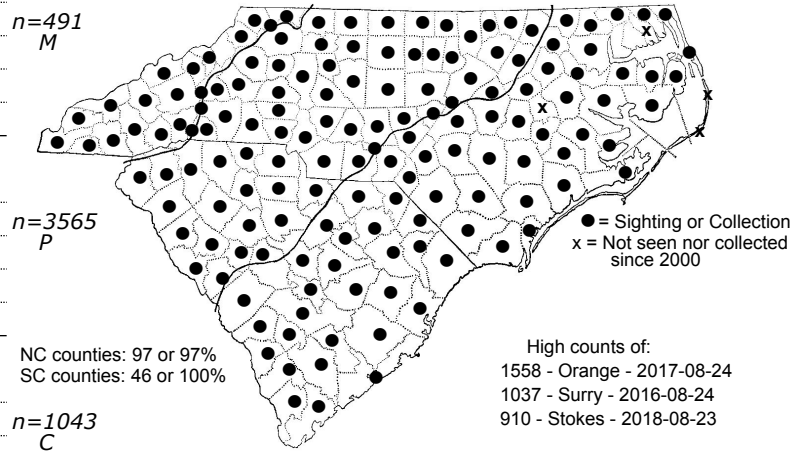 n=491
M
n=3565
P
● = Sighting or Collection
x = Not seen nor collected
since 2000
NC counties: 97 or 97%
SC counties: 46 or 100%
High counts of:
1558 - Orange - 2017-08-24
1037 - Surry - 2016-08-24
910 - Stokes - 2018-08-23
n=1043
C